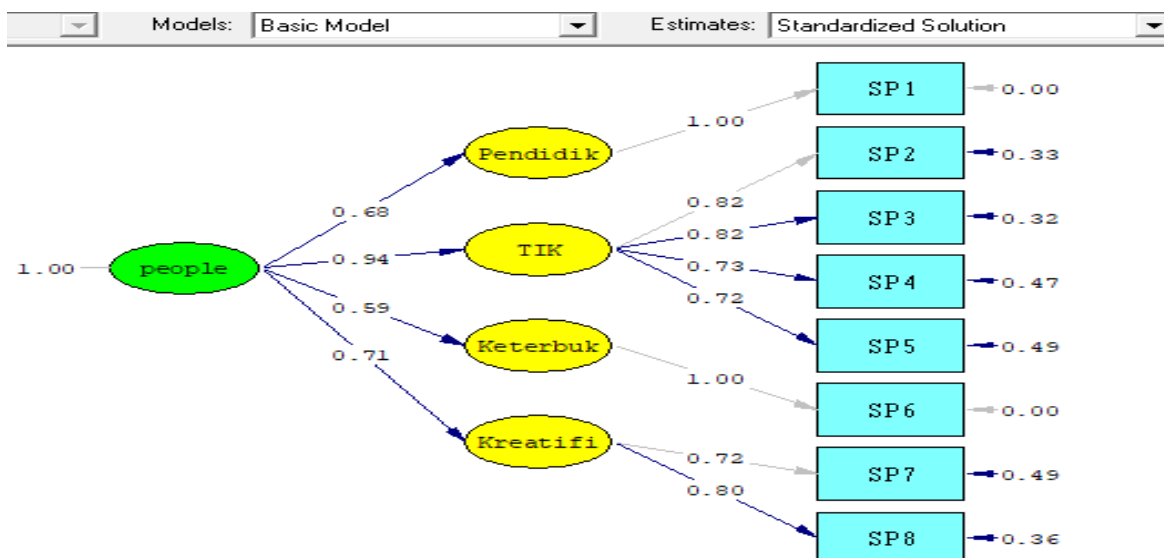 Models: Basic Model Estimates: Standardized Solution
SP1 0.00
1.00
Pendidik SP2 0.33
0.82
0.68 SP3 0.32
0.82
TIK
1.00 people 0.94 0.73
SP4 0.47
0.72
0.59
Keterbuk SP5 0.49
0.71
1.00
SP6 0.00
Kreatifi
0.72
SP7 0.49
0.80
SP8 0.36